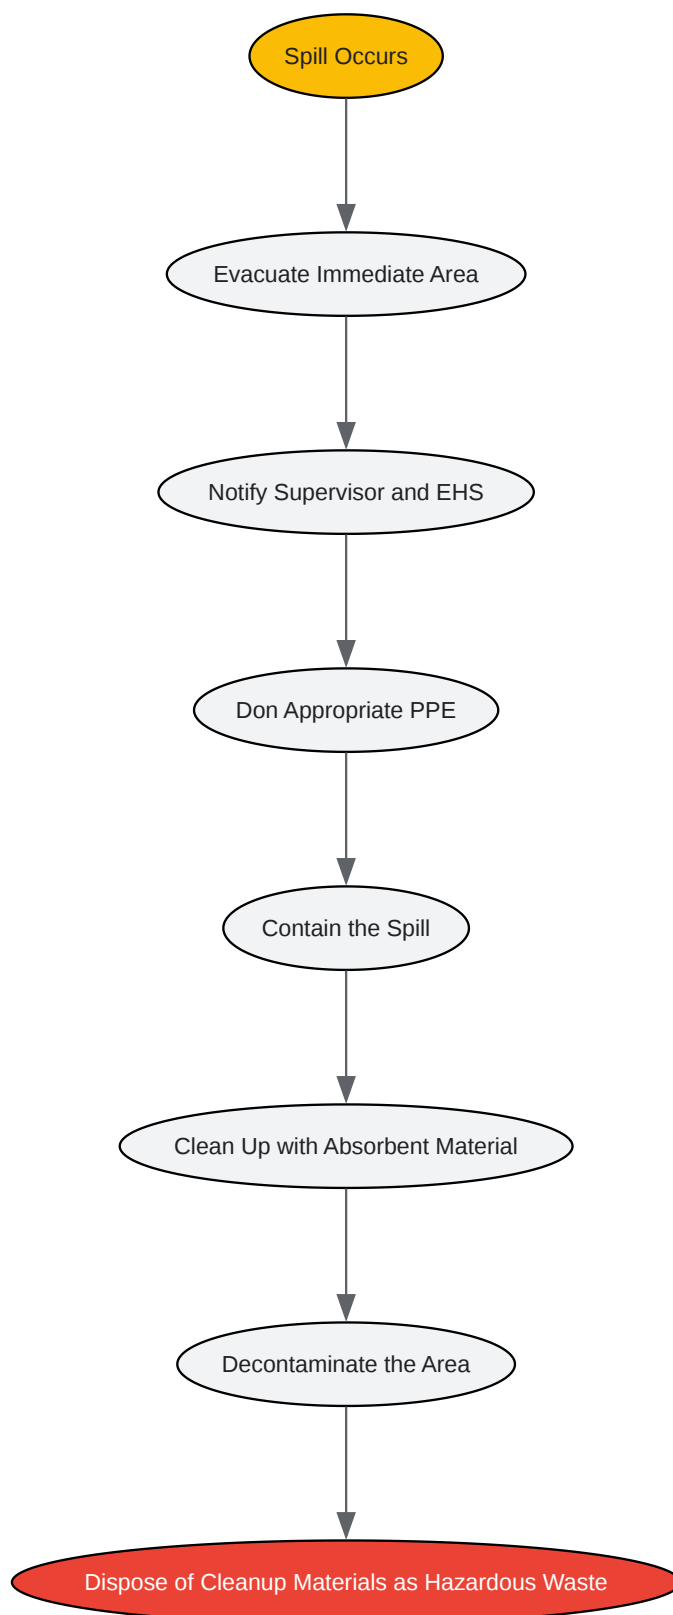 Spill Occurs
Evacuate Immediate Area
Notify Supervisor and EHS
Don Appropriate PPE
Contain the Spill
Clean Up with Absorbent Material
Decontaminate the Area
Dispose of Cleanup Materials as Hazardous Waste